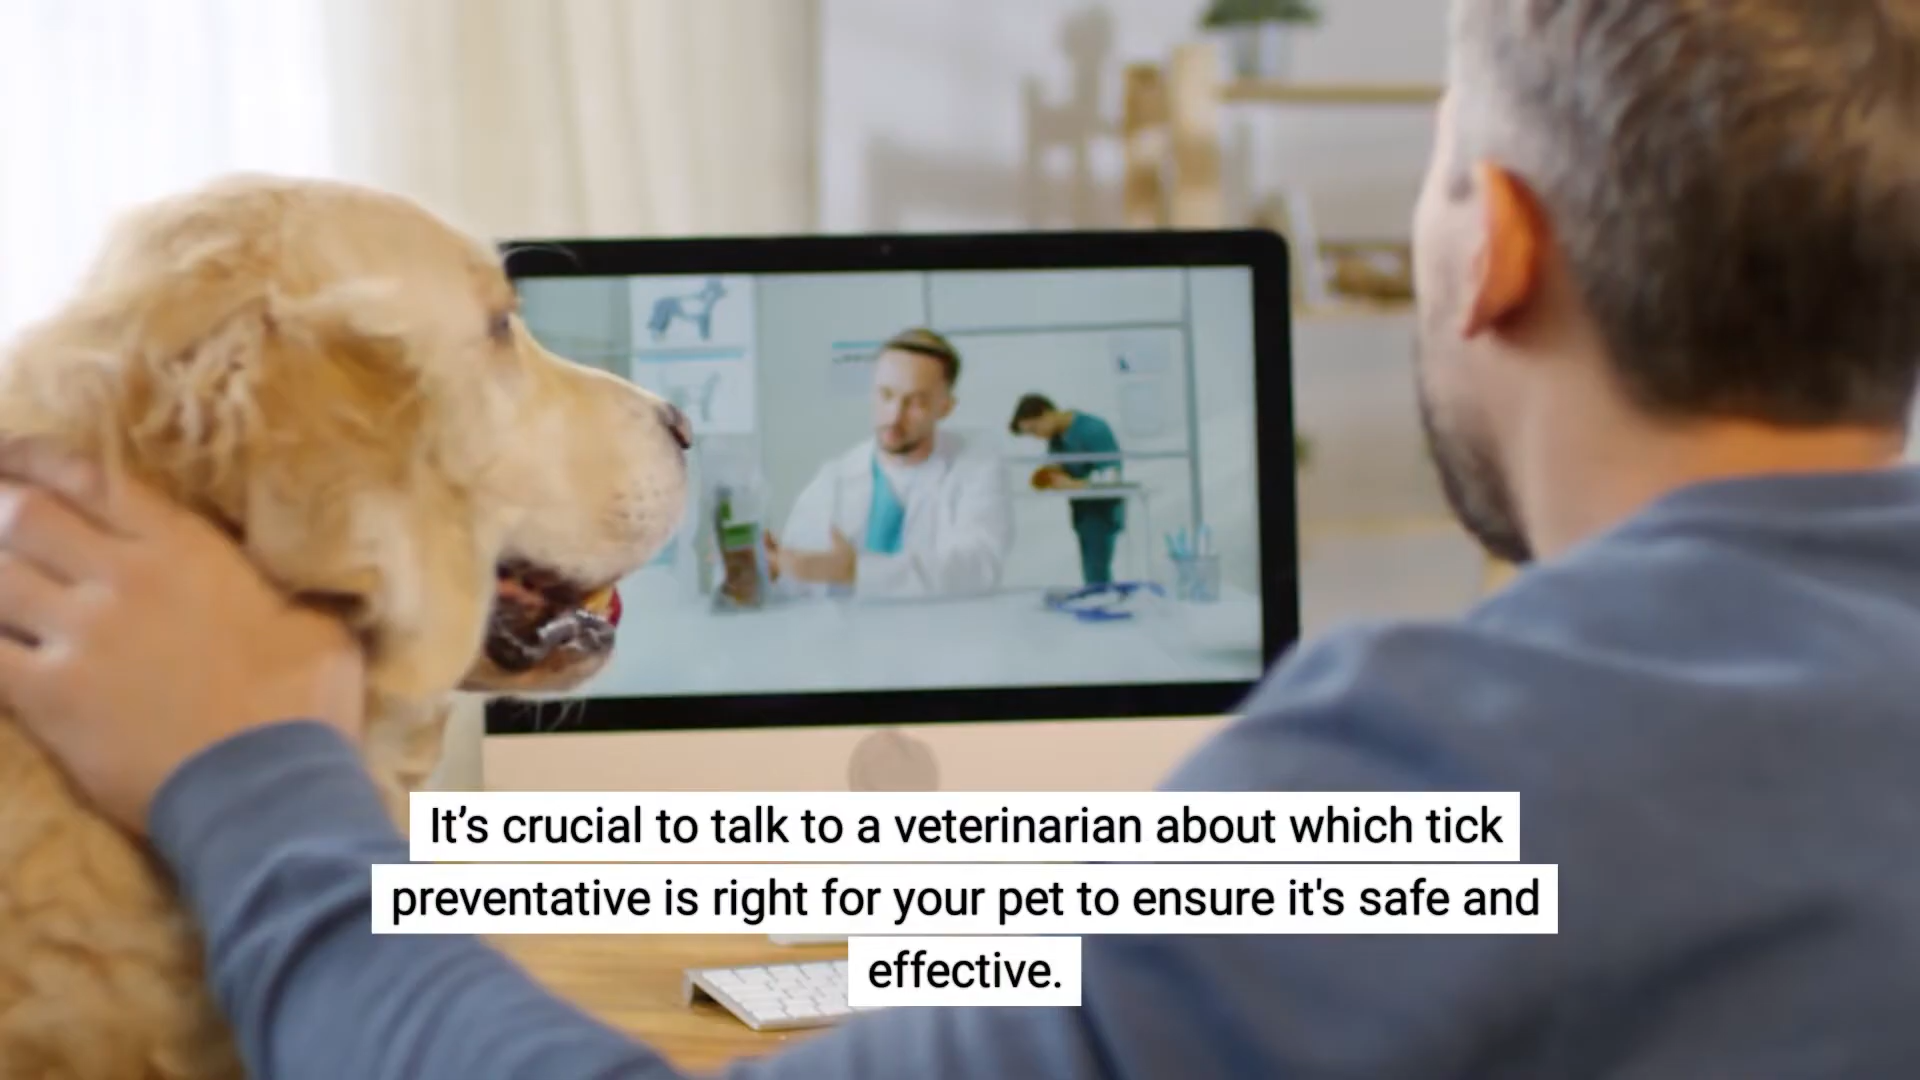 It’s crucial to talk to a veterinarian about which tick
preventative is right for your pet to ensure it's safe and
effective.